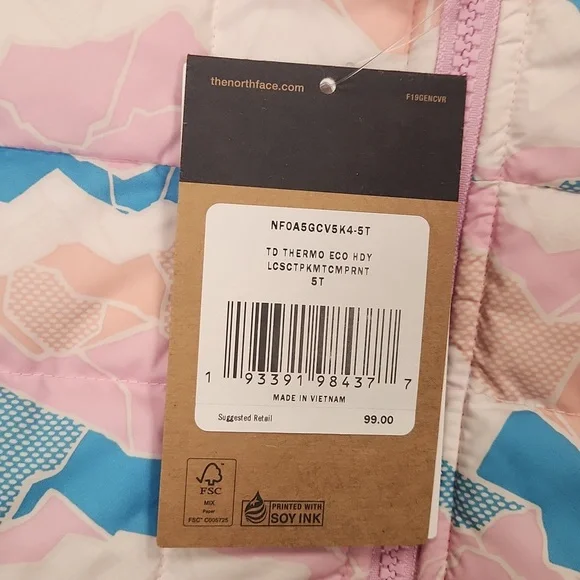 thenorthface.com
F19GENCVR
NF0A5GCV5K4-5T
TD THERMO ECO HDY
LCSCTPKMTCMPRNT
5T
1 93391 98437 7
MADE IN VIETNAM
Suggested Retail 99.00
FSC
MIX
Paper
FSC® C005725
PRINTED WITH
SOY INK